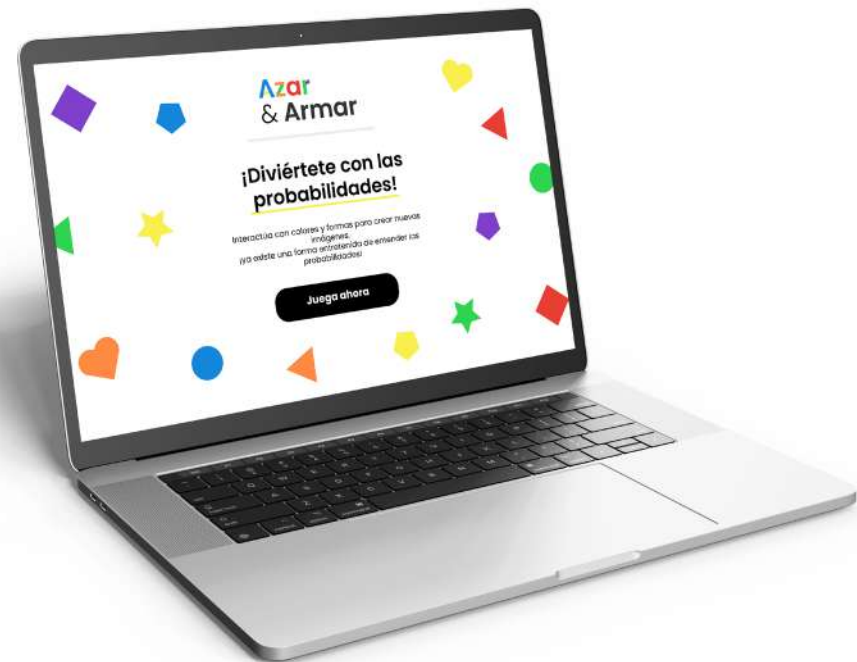 Azar
& Armar
¡Diviértete con las
probabilidades!
Interactúa con colores y formas para crear nuevas
imágenes.
¡ya existe una forma entretenida de entender las
probabilidades!
Juega ahora